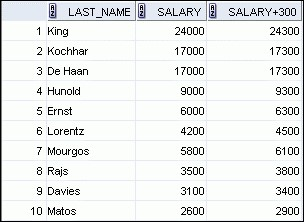 LAST_NAME SALARY SALARY+300
1 King 24000 24300
2 Kochhar 17000 17300
3 De Haan 17000 17300
4 Hunold 9000 9300
5 Ernst 6000 6300
6 Lorentz 4200 4500
7 Mourgos 5800 6100
8 Rajs 3500 3800
9 Davies 3100 3400
10 Matos 2600 2900